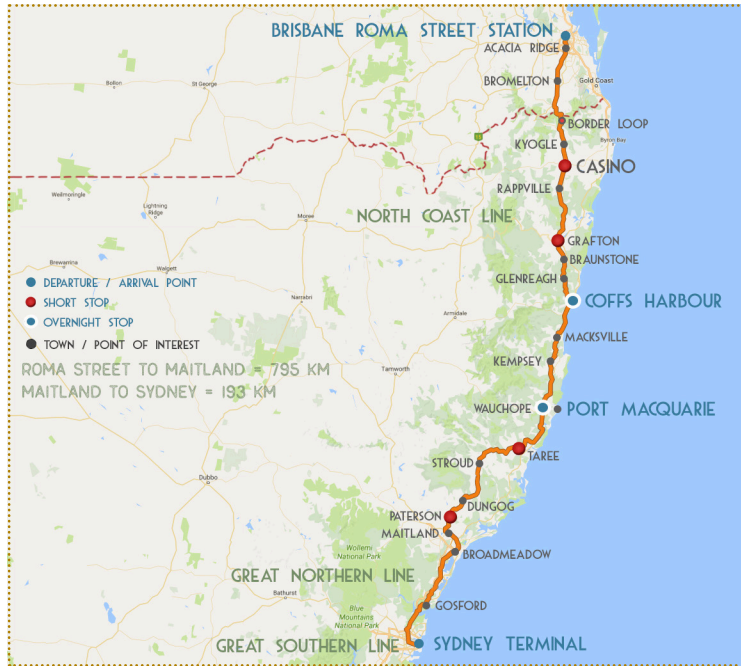 BRISBANE ROMA STREET STATION
ACACIA RIDGE
Bollon
St George
BROMELTON
Gold Coast
BORDER LOOP
Byron Bay
KYOGLE
CASINO
RAPPVILLE
Weilmoringle
Lightning
Ridge
Moree
NORTH COAST LINE
GRAFTON
BRAUNSTONE
Brewarrina
Walgett
GLENREAGH
DEPARTURE / ARRIVAL POINT
SHORT STOP
OVERNIGHT STOP
TOWN / POINT OF INTEREST
Narrabri
Armidale
COFFS HARBOUR
MACKSVILLE
ROMA STREET TO MAITLAND = 795 KM
MAITLAND TO SYDNEY = 193 KM
Tamworth
KEMPSEY
WAUCHOPE
PORT MACQUARIE
TAREE
STROUD
Dubbo
DUNGOG
PATERSON
MAITLAND
Wollemi
National Park
BROADMEADOW
GREAT NORTHERN LINE
Bathurst
Blue
Mountains
National Park
GOSFORD
GREAT SOUTHERN LINE
SYDNEY TERMINAL